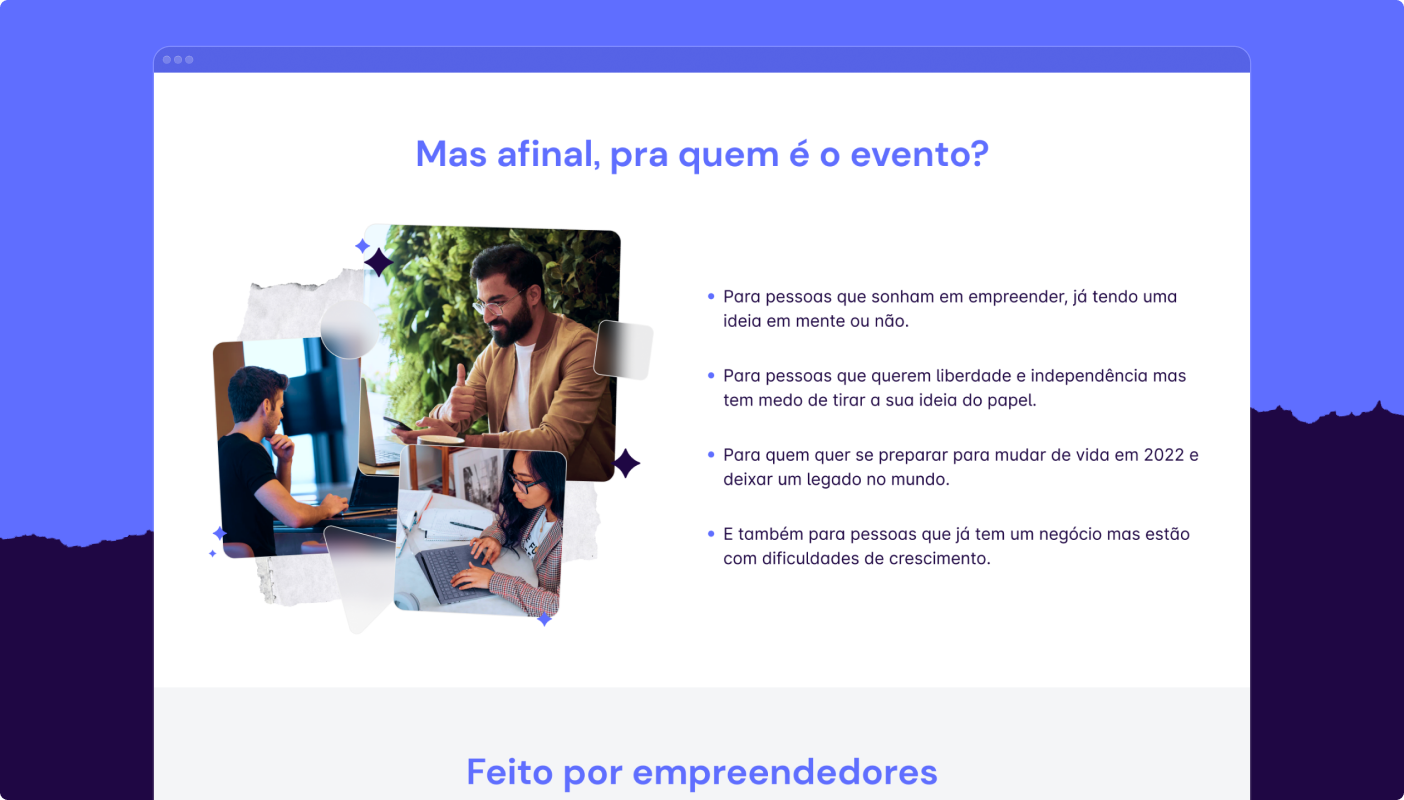 Mas afinal, pra quem é o evento?
Para pessoas que sonham em empreender, já tendo uma
ideia em mente ou não.
Para pessoas que querem liberdade e independência mas
tem medo de tirar a sua ideia do papel.
Para quem quer se preparar para mudar de vida em 2022 e
deixar um legado no mundo.
E também para pessoas que já tem um negócio mas estão
com dificuldades de crescimento.
Feito por empreendedores